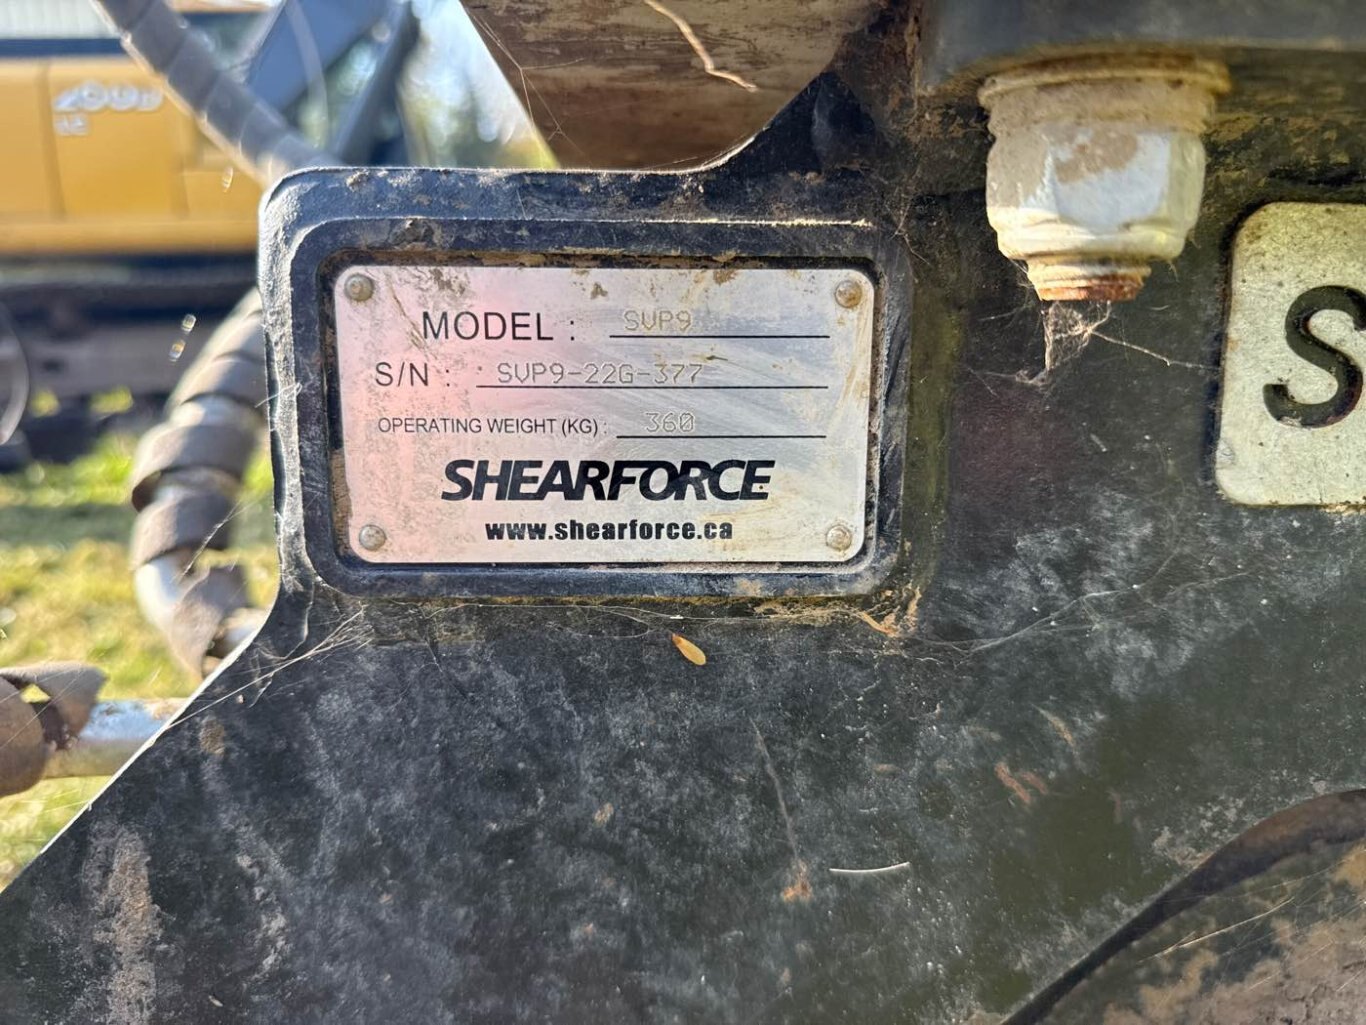 MODEL : SVP9
S/N : SVP9-22G-377
OPERATING WEIGHT (KG) : 360
SHEARFORCE
www.shearforce.ca
S